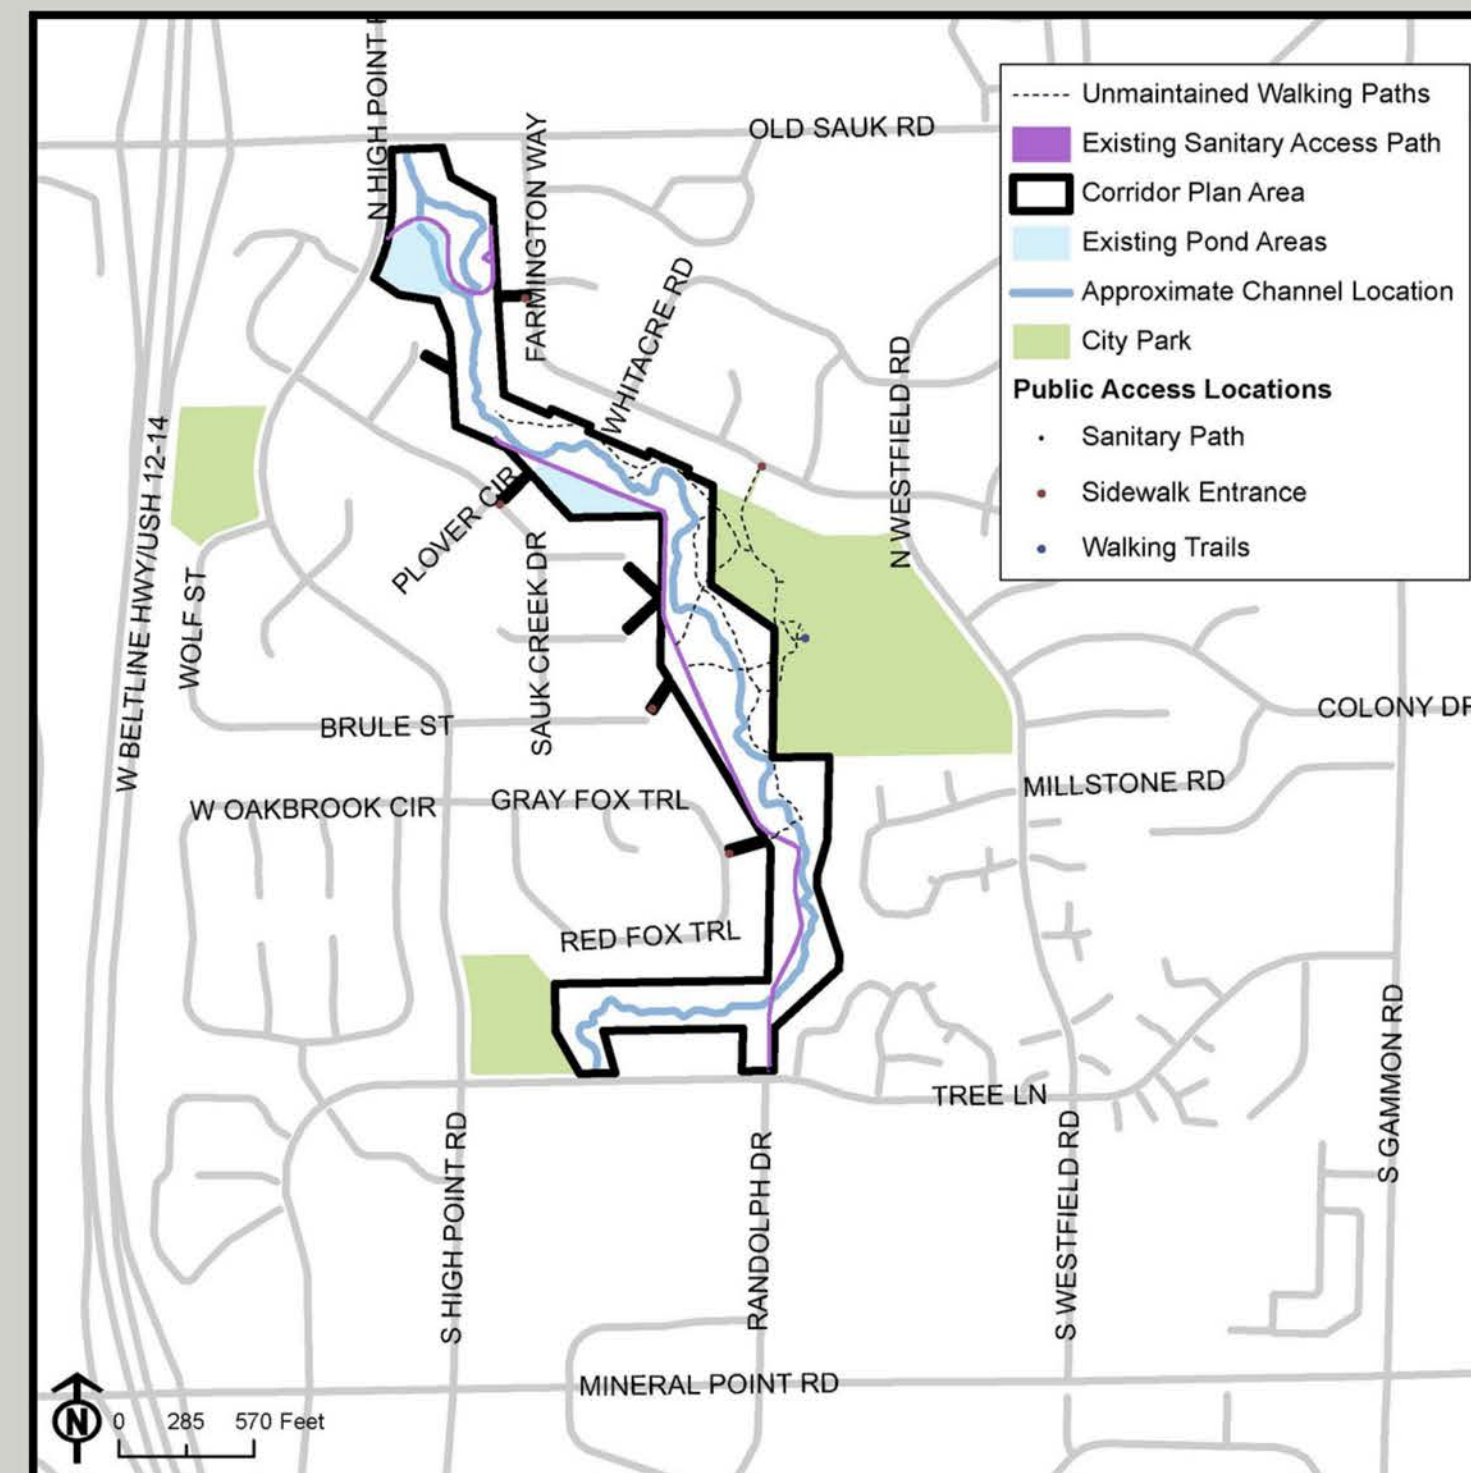 N HIGH POINT
OLD SAUK RD
FARMINGTON WAY
WHITACRE RD
N WESTFIELD RD
W BELTLINE HWY/USH 12-14
WOLF ST
PLOVER CIR
SAUK CREEK DR
BRULE ST
COLONY DR
W OAKBROOK CIR
GRAY FOX TRL
MILLSTONE RD
RED FOX TRL
TREE LN
S GAMMON RD
S HIGH POINT RD
RANDOLPH DR
S WESTFIELD RD
MINERAL POINT RD
Unmaintained Walking Paths
Existing Sanitary Access Path
Corridor Plan Area
Existing Pond Areas
Approximate Channel Location
City Park
Public Access Locations
Sanitary Path
Sidewalk Entrance
Walking Trails
N
0 285 570 Feet